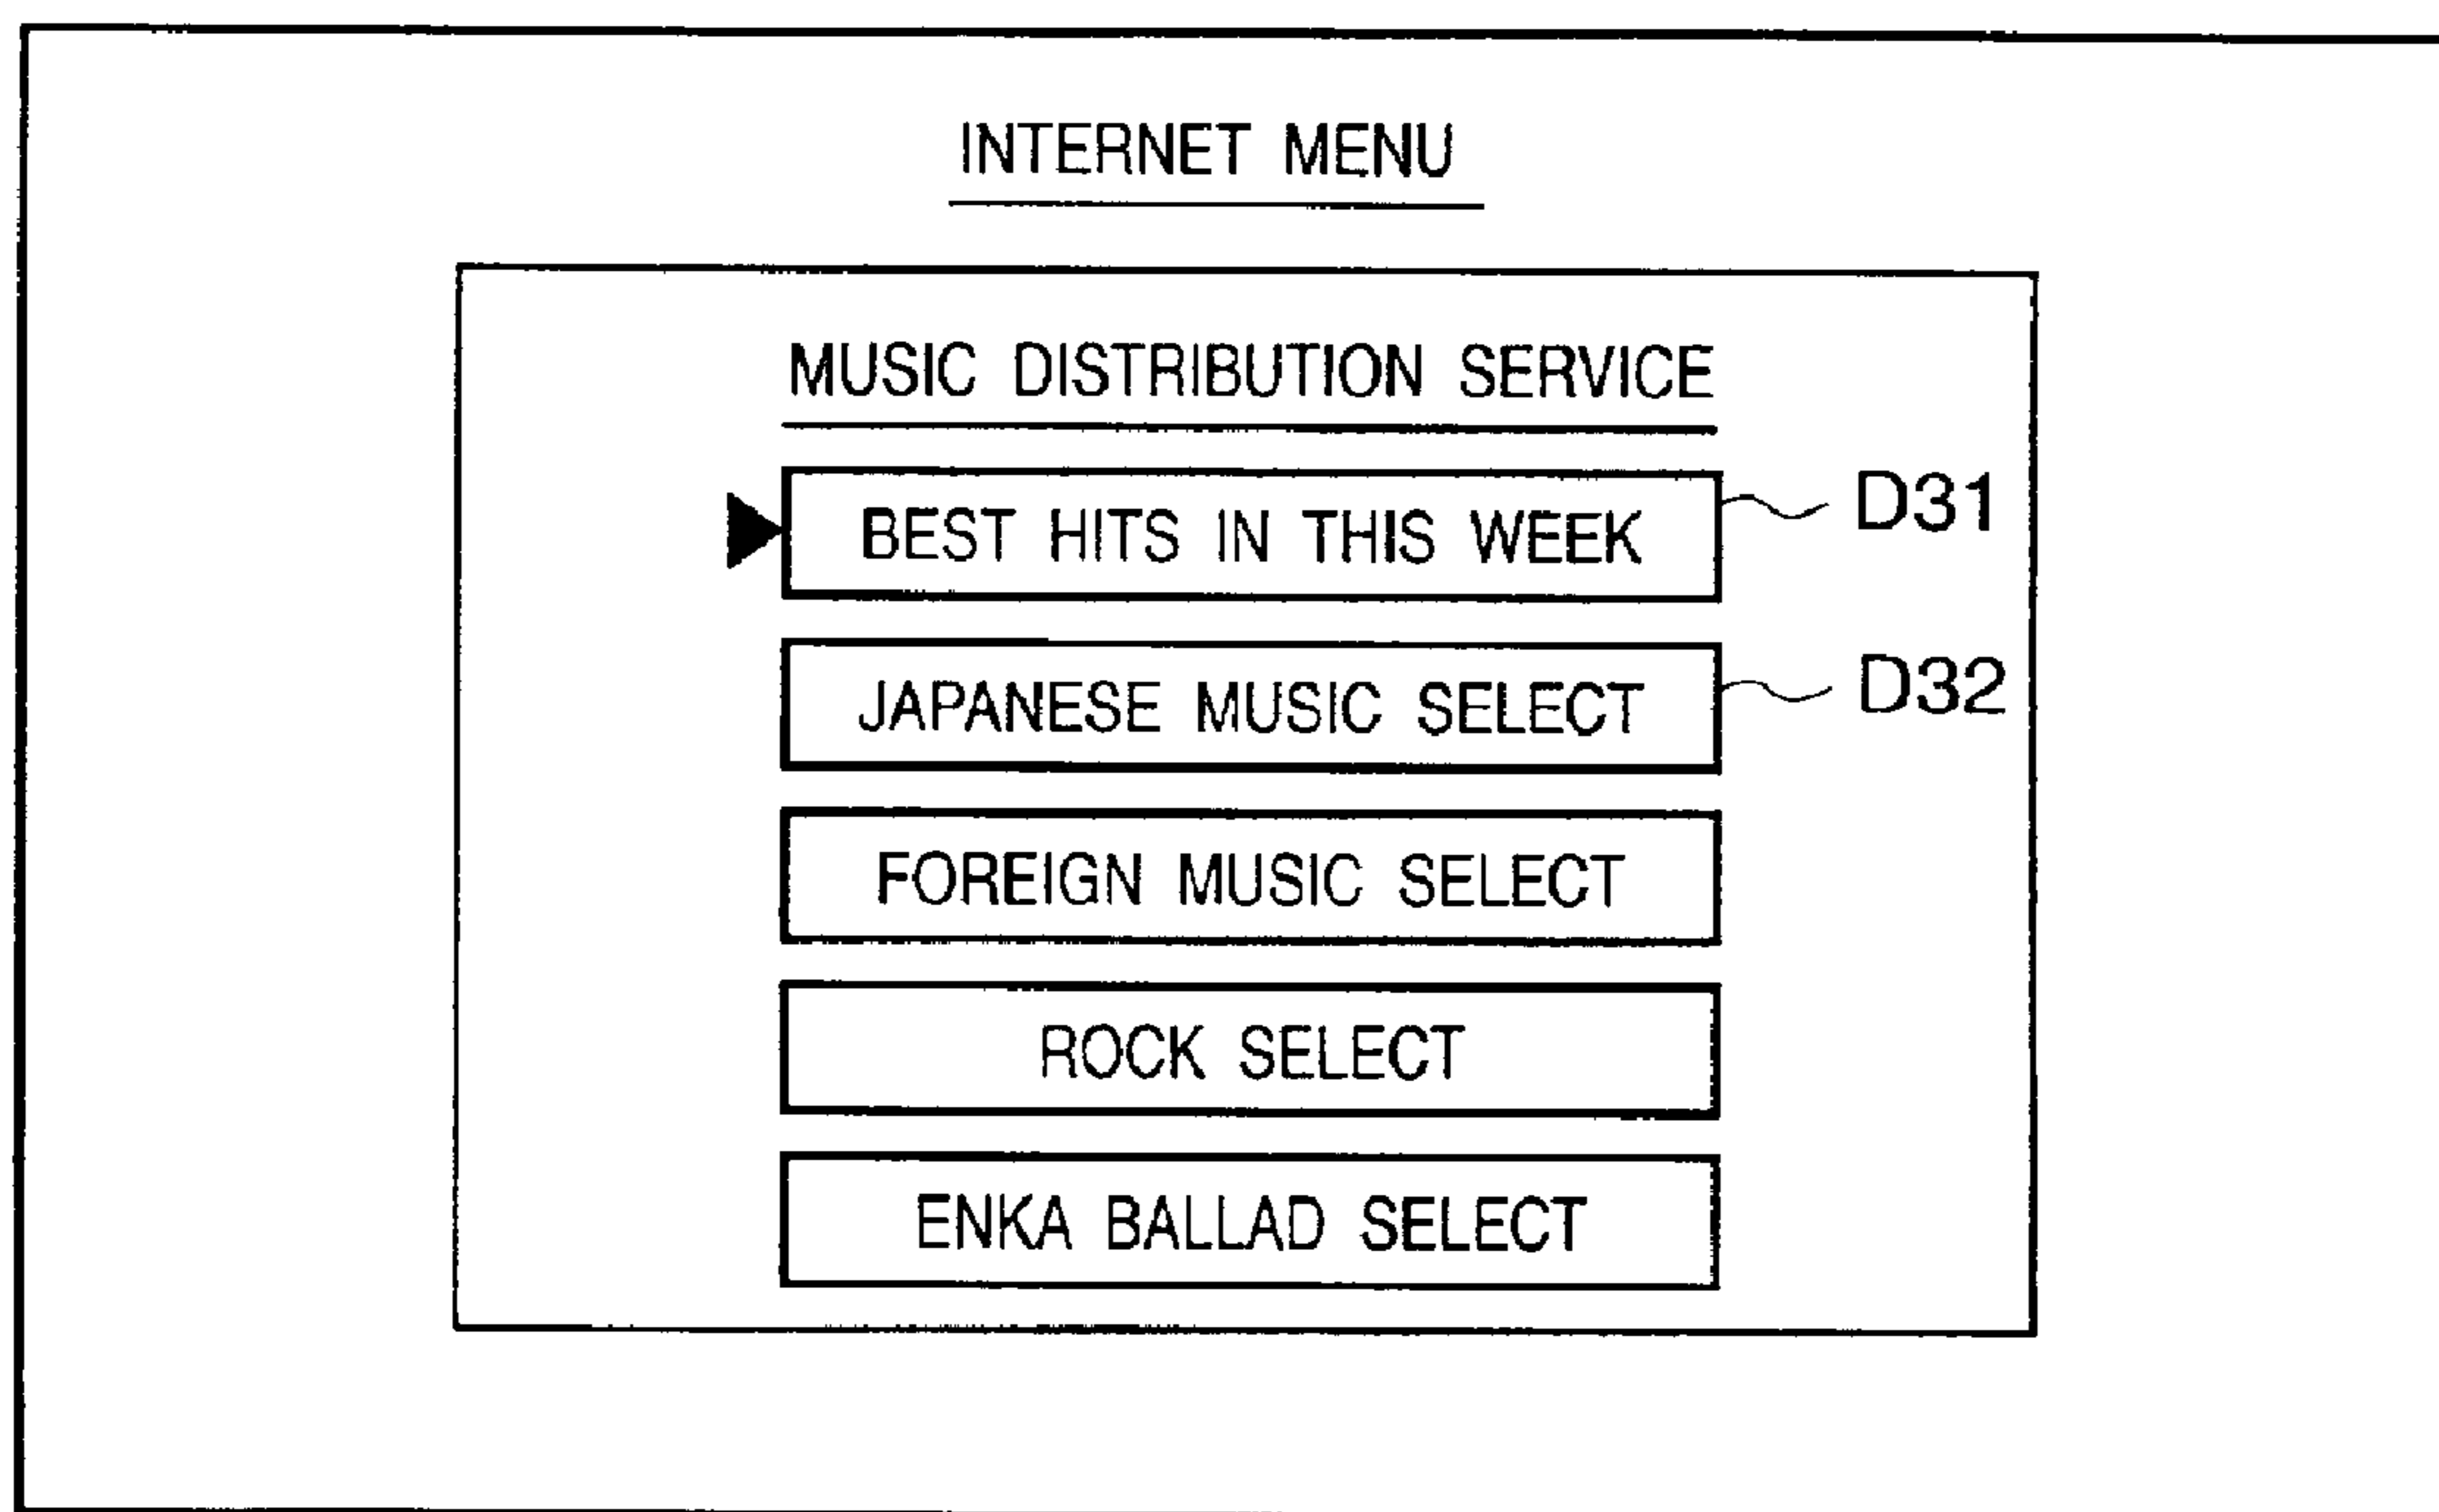 INTERNET MENU
MUSIC DISTRIBUTION SERVICE
BEST HITS IN THIS WEEK D31
JAPANESE MUSIC SELECT D32
FOREIGN MUSIC SELECT
ROCK SELECT
ENKA BALLAD SELECT